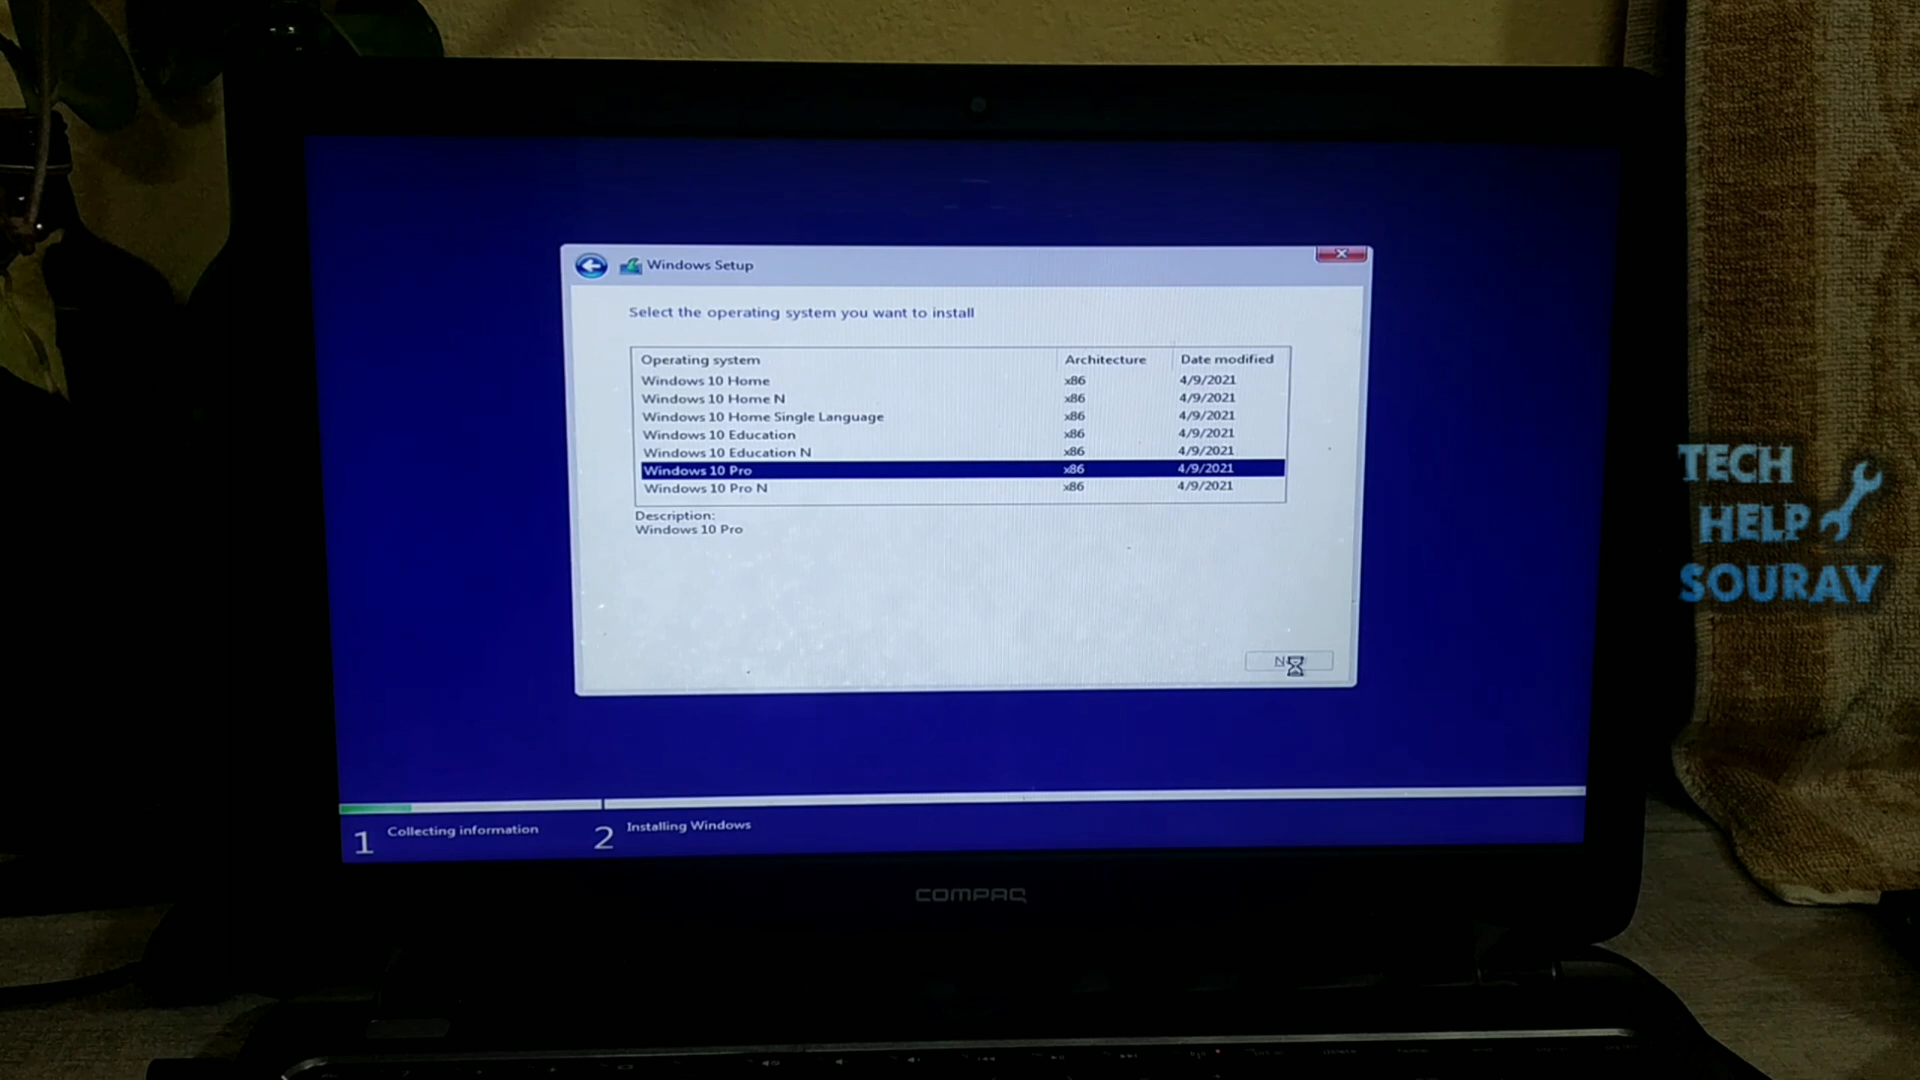 Windows Setup
Select the operating system you want to install
Operating system Architecture Date modified
Windows 10 Home x86 4/9/2021
Windows 10 Home N x86 4/9/2021
Windows 10 Home Single Language x86 4/9/2021
Windows 10 Education x86 4/9/2021
Windows 10 Education N x86 4/9/2021
Windows 10 Pro x86 4/9/2021
Windows 10 Pro N x86 4/9/2021
Description:
Windows 10 Pro
1 Collecting information 2 Installing Windows
COMPAQ
TECH
HELP
SOURAV